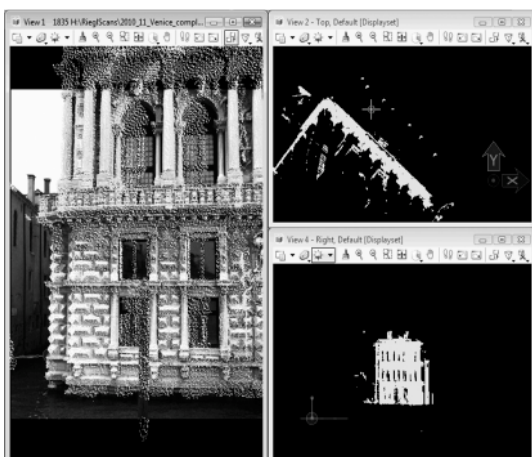 View 1 1835 H:\RieglScans\2010_11_Venice_compl...
View 2 - Top, Default [Displayset]
Y
X
View 4 - Right, Default [Displayset]